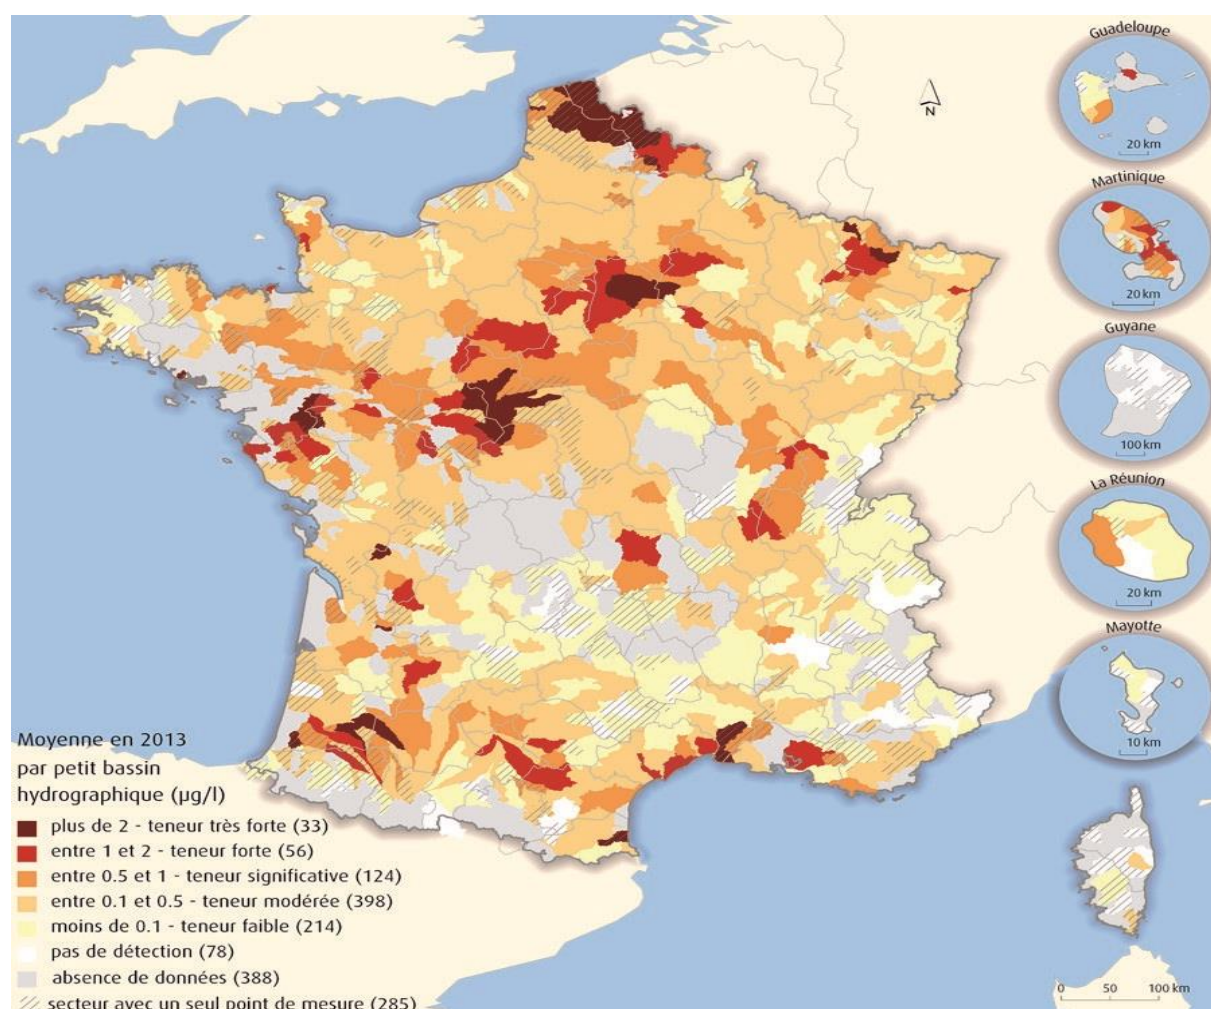 Guadeloupe
20 km
N
Martinique
20 km
Guyane
100 km
La Réunion
20 km
Mayotte
10 km
Moyenne en 2013
par petit bassin
hydrographique (µg/l)
plus de 2 - teneur très forte (33)
entre 1 et 2 - teneur forte (56)
entre 0.5 et 1 - teneur significative (124)
entre 0.1 et 0.5 - teneur modérée (398)
moins de 0.1 - teneur faible (214)
pas de détection (78)
absence de données (388)
secteur avec un seul point de mesure (285)
0 50 100 km